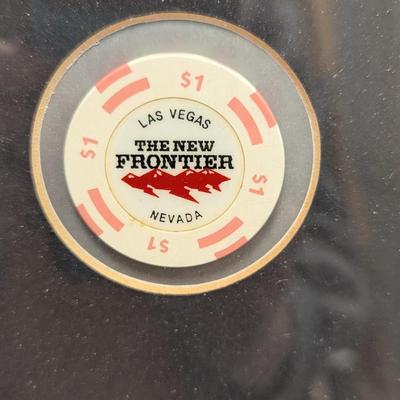 $1
LAS VEGAS
THE NEW
FRONTIER
NEVADA
$1
$1
$1